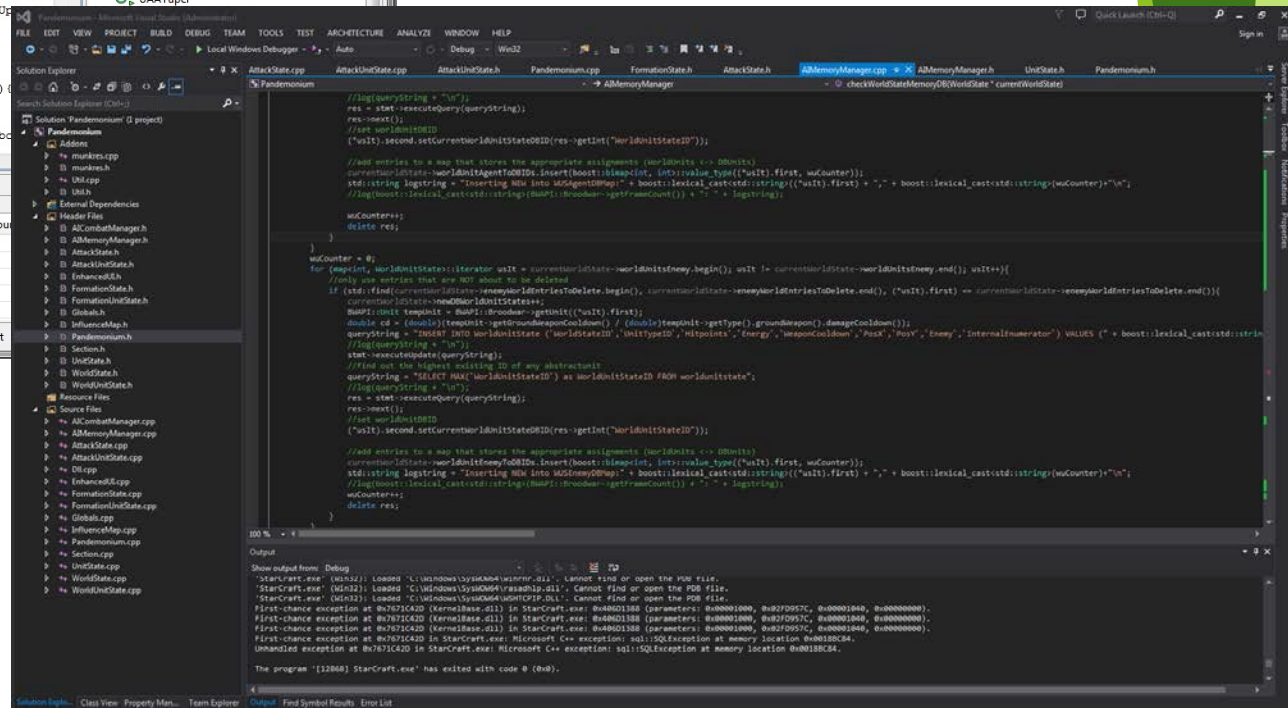 Pandemonium - Microsoft Visual Studio (Administrator)
Quick Launch (Ctrl+Q)
FILE EDIT VIEW PROJECT BUILD DEBUG TEAM TOOLS TEST ARCHITECTURE ANALYZE WINDOW HELP
Sign in
Local Windows Debugger Auto Debug Win32
Solution Explorer
Search Solution Explorer (Ctrl+;)
Solution 'Pandemonium' (1 project)
Pandemonium
Addons
munkres.cpp
munkres.h
Util.cpp
Util.h
External Dependencies
Header Files
AICombatManager.h
AIMemoryManager.h
AttackState.h
AttackUnitState.h
EnhancedUI.h
FormationState.h
FormationUnitState.h
Globals.h
InfluenceMap.h
Pandemonium.h
Section.h
UnitState.h
WorldState.h
WorldUnitState.h
Resource Files
Source Files
AICombatManager.cpp
AIMemoryManager.cpp
AttackState.cpp
AttackUnitState.cpp
Dll.cpp
EnhancedUI.cpp
FormationState.cpp
FormationUnitState.cpp
Globals.cpp
InfluenceMap.cpp
Pandemonium.cpp
Section.cpp
UnitState.cpp
WorldState.cpp
WorldUnitState.cpp
Solution Explo... Class View Property Man... Team Explorer
AttackState.cpp AttackUnitState.cpp AttackUnitState.h Pandemonium.cpp FormationState.h AttackState.h AIMemoryManager.cpp AIMemoryManager.h UnitState.h Pandemonium.h
Pandemonium AIMemoryManager checkWorldStateMemoryDB(WorldState * currentWorldState)
//log(queryString + "\n");
res = stmt->executeQuery(queryString);
res->next();
//set worldUnitDBID
(*usIt).second.setCurrentWorldUnitStateDBID(res->getInt("WorldUnitStateID"));
//add entries to a map that stores the appropriate assignments (WorldUnits <-> DBUnits)
currentWorldState->worldUnitAgentToDBIDs.insert(boost::bimap<int, int>::value_type((*usIt).first, wuCounter));
std::string logstring = "Inserting NEW into WUSAgentDBMap:" + boost::lexical_cast<std::string>((*usIt).first) + "," + boost::lexical_cast<std::string>(wuCounter)+"\n";
//log(boost::lexical_cast<std::string>(BWAPI::Broodwar->getFrameCount()) + ": " + logstring);
wuCounter++;
delete res;
}
}
wuCounter = 0;
for (map<int, WorldUnitState>::iterator usIt = currentWorldState->worldUnitsEnemy.begin(); usIt != currentWorldState->worldUnitsEnemy.end(); usIt++){
//only use entries that are NOT about to be deleted
if (std::find(currentWorldState->enemyWorldEntriesToDelete.begin(), currentWorldState->enemyWorldEntriesToDelete.end(), (*usIt).first) == currentWorldState->enemyWorldEntriesToDelete.end()){
currentWorldState->newDBWorldUnitStates++;
BWAPI::Unit tempUnit = BWAPI::Broodwar->getUnit((*usIt).first);
double cd = (double)(tempUnit->getGroundWeaponCooldown() / (double)tempUnit->getType().groundWeapon().damageCooldown());
queryString = "INSERT INTO WorldUnitState (`WorldStateID`,`UnitTypeID`,`Hitpoints`,`Energy`,`WeaponCooldown`,`PosX`,`PosY`,`Enemy`,`InternalEnumerator`) VALUES (" + boost::lexical_cast<std::strin
//log(queryString + "\n");
stmt->executeUpdate(queryString);
//find out the highest existing ID of any abstractunit
queryString = "SELECT MAX(`WorldUnitStateID`) as WorldUnitStateID FROM worldunitstate";
//log(queryString + "\n");
res = stmt->executeQuery(queryString);
res->next();
//set worldUnitDBID
(*usIt).second.setCurrentWorldUnitStateDBID(res->getInt("WorldUnitStateID"));
//add entries to a map that stores the appropriate assignments (WorldUnits <-> DBUnits)
currentWorldState->worldUnitEnemyToDBIDs.insert(boost::bimap<int, int>::value_type((*usIt).first, wuCounter));
std::string logstring = "Inserting NEW into WUSEnemyDBMap:" + boost::lexical_cast<std::string>((*usIt).first) + "," + boost::lexical_cast<std::string>(wuCounter)+"\n";
//log(boost::lexical_cast<std::string>(BWAPI::Broodwar->getFrameCount()) + ": " + logstring);
wuCounter++;
delete res;
}
100 %
Output
Show output from: Debug
'StarCraft.exe' (Win32): Loaded 'C:\Windows\SysWOW64\winrnr.dll'. Cannot find or open the PDB file.
'StarCraft.exe' (Win32): Loaded 'C:\Windows\SysWOW64\rasadhlp.dll'. Cannot find or open the PDB file.
'StarCraft.exe' (Win32): Loaded 'C:\Windows\SysWOW64\WSHTCPIP.DLL'. Cannot find or open the PDB file.
First-chance exception at 0x7671C42D (KernelBase.dll) in StarCraft.exe: 0x406D1388 (parameters: 0x00001000, 0x02FD957C, 0x00001040, 0x00000000).
First-chance exception at 0x7671C42D (KernelBase.dll) in StarCraft.exe: 0x406D1388 (parameters: 0x00001000, 0x02FD957C, 0x00001040, 0x00000000).
First-chance exception at 0x7671C42D (KernelBase.dll) in StarCraft.exe: 0x406D1388 (parameters: 0x00001000, 0x02FD957C, 0x00001040, 0x00000000).
First-chance exception at 0x7671C42D in StarCraft.exe: Microsoft C++ exception: sql::SQLException at memory location 0x0018BC84.
Unhandled exception at 0x7671C42D in StarCraft.exe: Microsoft C++ exception: sql::SQLException at memory location 0x0018BC84.
The program '[12868] StarCraft.exe' has exited with code 0 (0x0).
Output Find Symbol Results Error List
Server Explorer Toolbox Notifications Properties